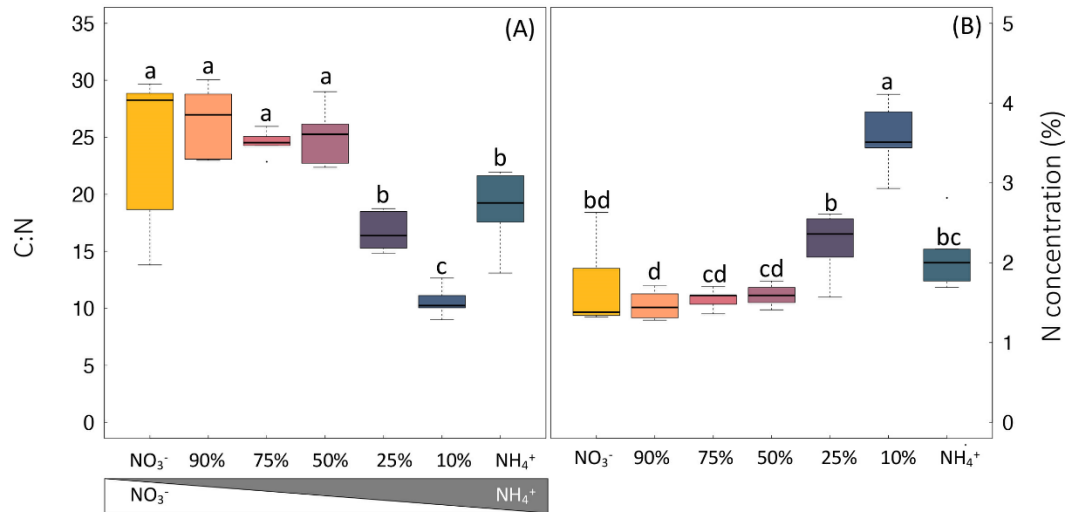 35
30
25
20
15
10
5
0
C:N
(A)
a
a
a
a
b
c
b
NO₃⁻ 90% 75% 50% 25% 10% NH₄⁺
NO₃⁻ NH₄⁺
(B)
bd
d
cd
cd
b
a
bc
NO₃⁻ 90% 75% 50% 25% 10% NH₄⁺
5
4
3
2
1
0
N concentration (%)